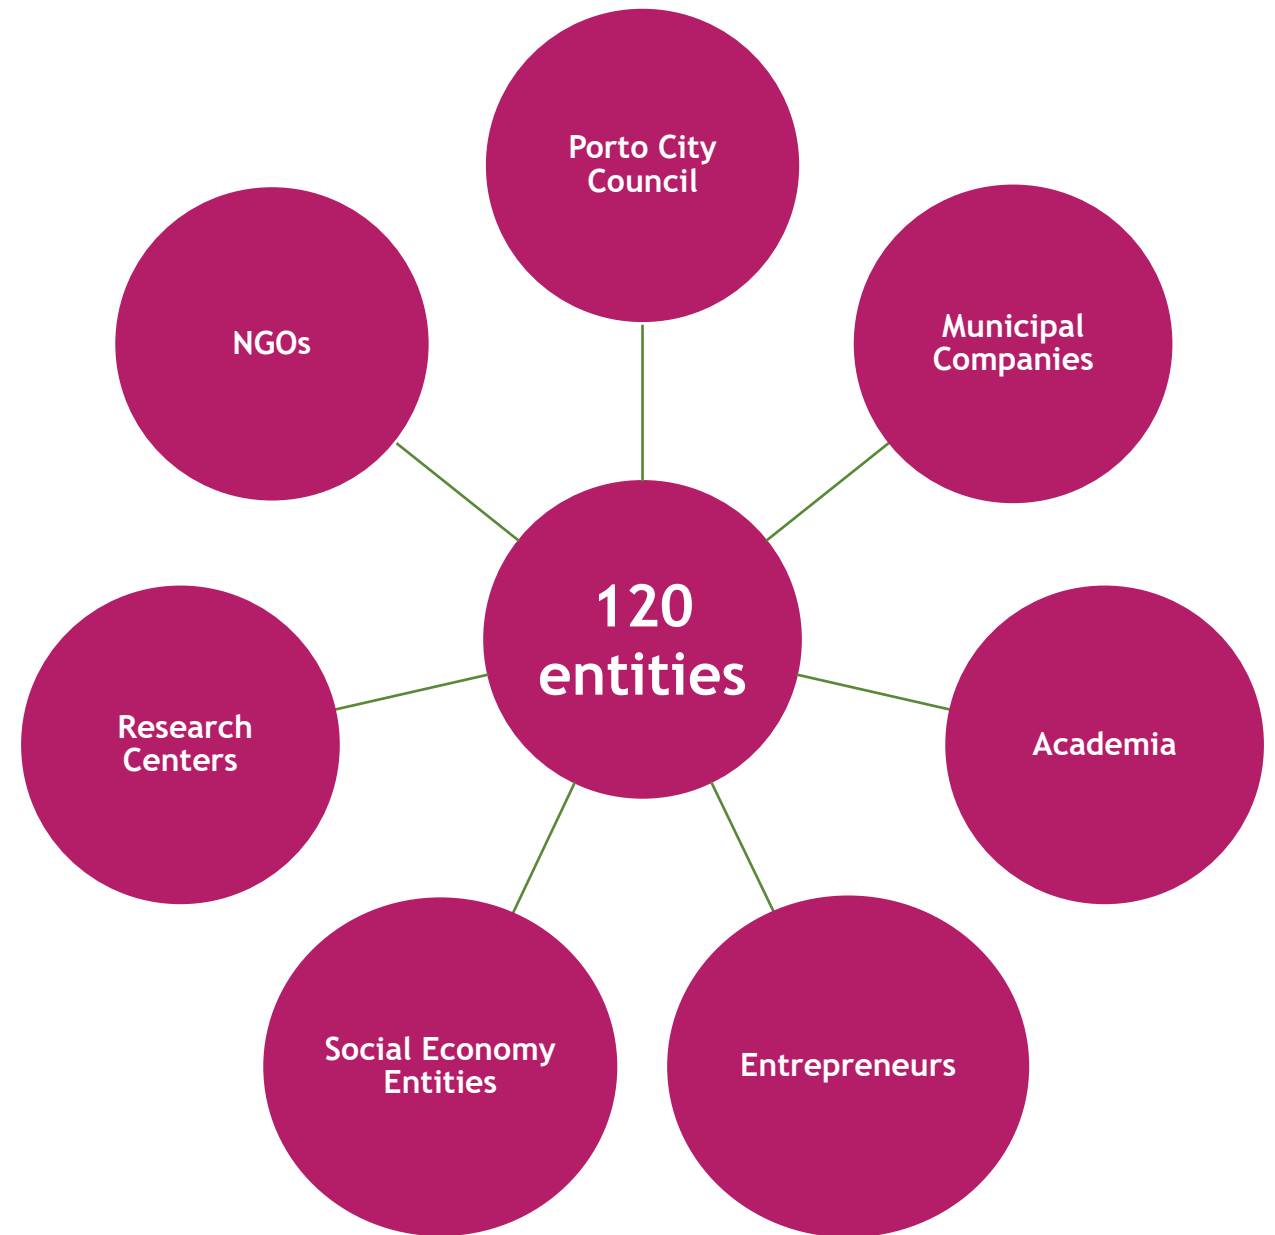 Porto City
Council
Municipal
Companies
NGOs
120
entities
Research
Centers
Academia
Social Economy
Entities
Entrepreneurs